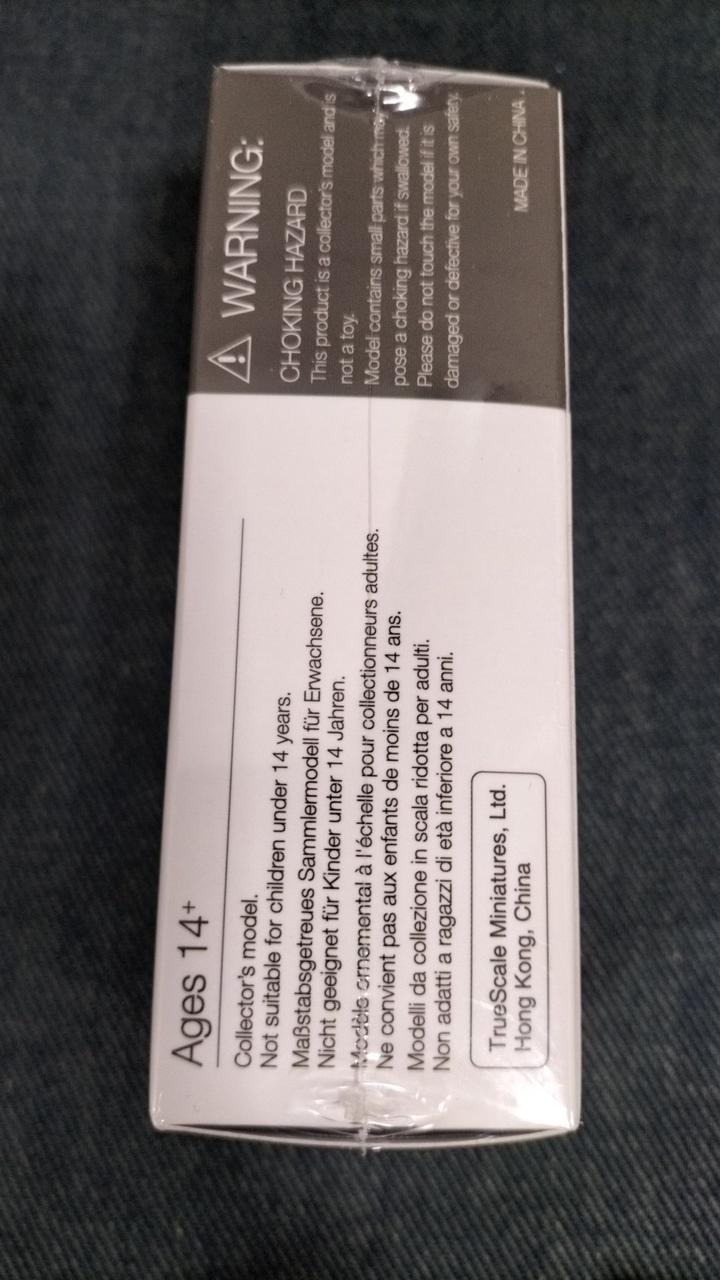 Ages 14+
Collector's model.
Not suitable for children under 14 years.
Maßstabsgetreues Sammlermodell für Erwachsene.
Nicht geeignet für Kinder unter 14 Jahren.
Modèle ornemental à l'échelle pour collectionneurs adultes.
Ne convient pas aux enfants de moins de 14 ans.
Modelli da collezione in scala ridotta per adulti.
Non adatti a ragazzi di età inferiore a 14 anni.
TrueScale Miniatures, Ltd.
Hong Kong, China
WARNING:
CHOKING HAZARD
This product is a collector's model and is
not a toy.
Model contains small parts which may
pose a choking hazard if swallowed.
Please do not touch the model if it is
damaged or defective for your own safety.
MADE IN CHINA.